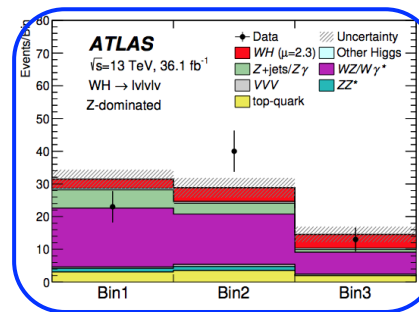 Events/Bin
80
70
60
50
40
30
20
10
0
ATLAS
√s=13 TeV, 36.1 fb⁻¹
WH → lνlνlν
Z-dominated
Data
Uncertainty
WH (μ=2.3)
Other Higgs
Z+jets/Zγ
WZ/Wγ*
VVV
ZZ*
top-quark
Bin1 Bin2 Bin3